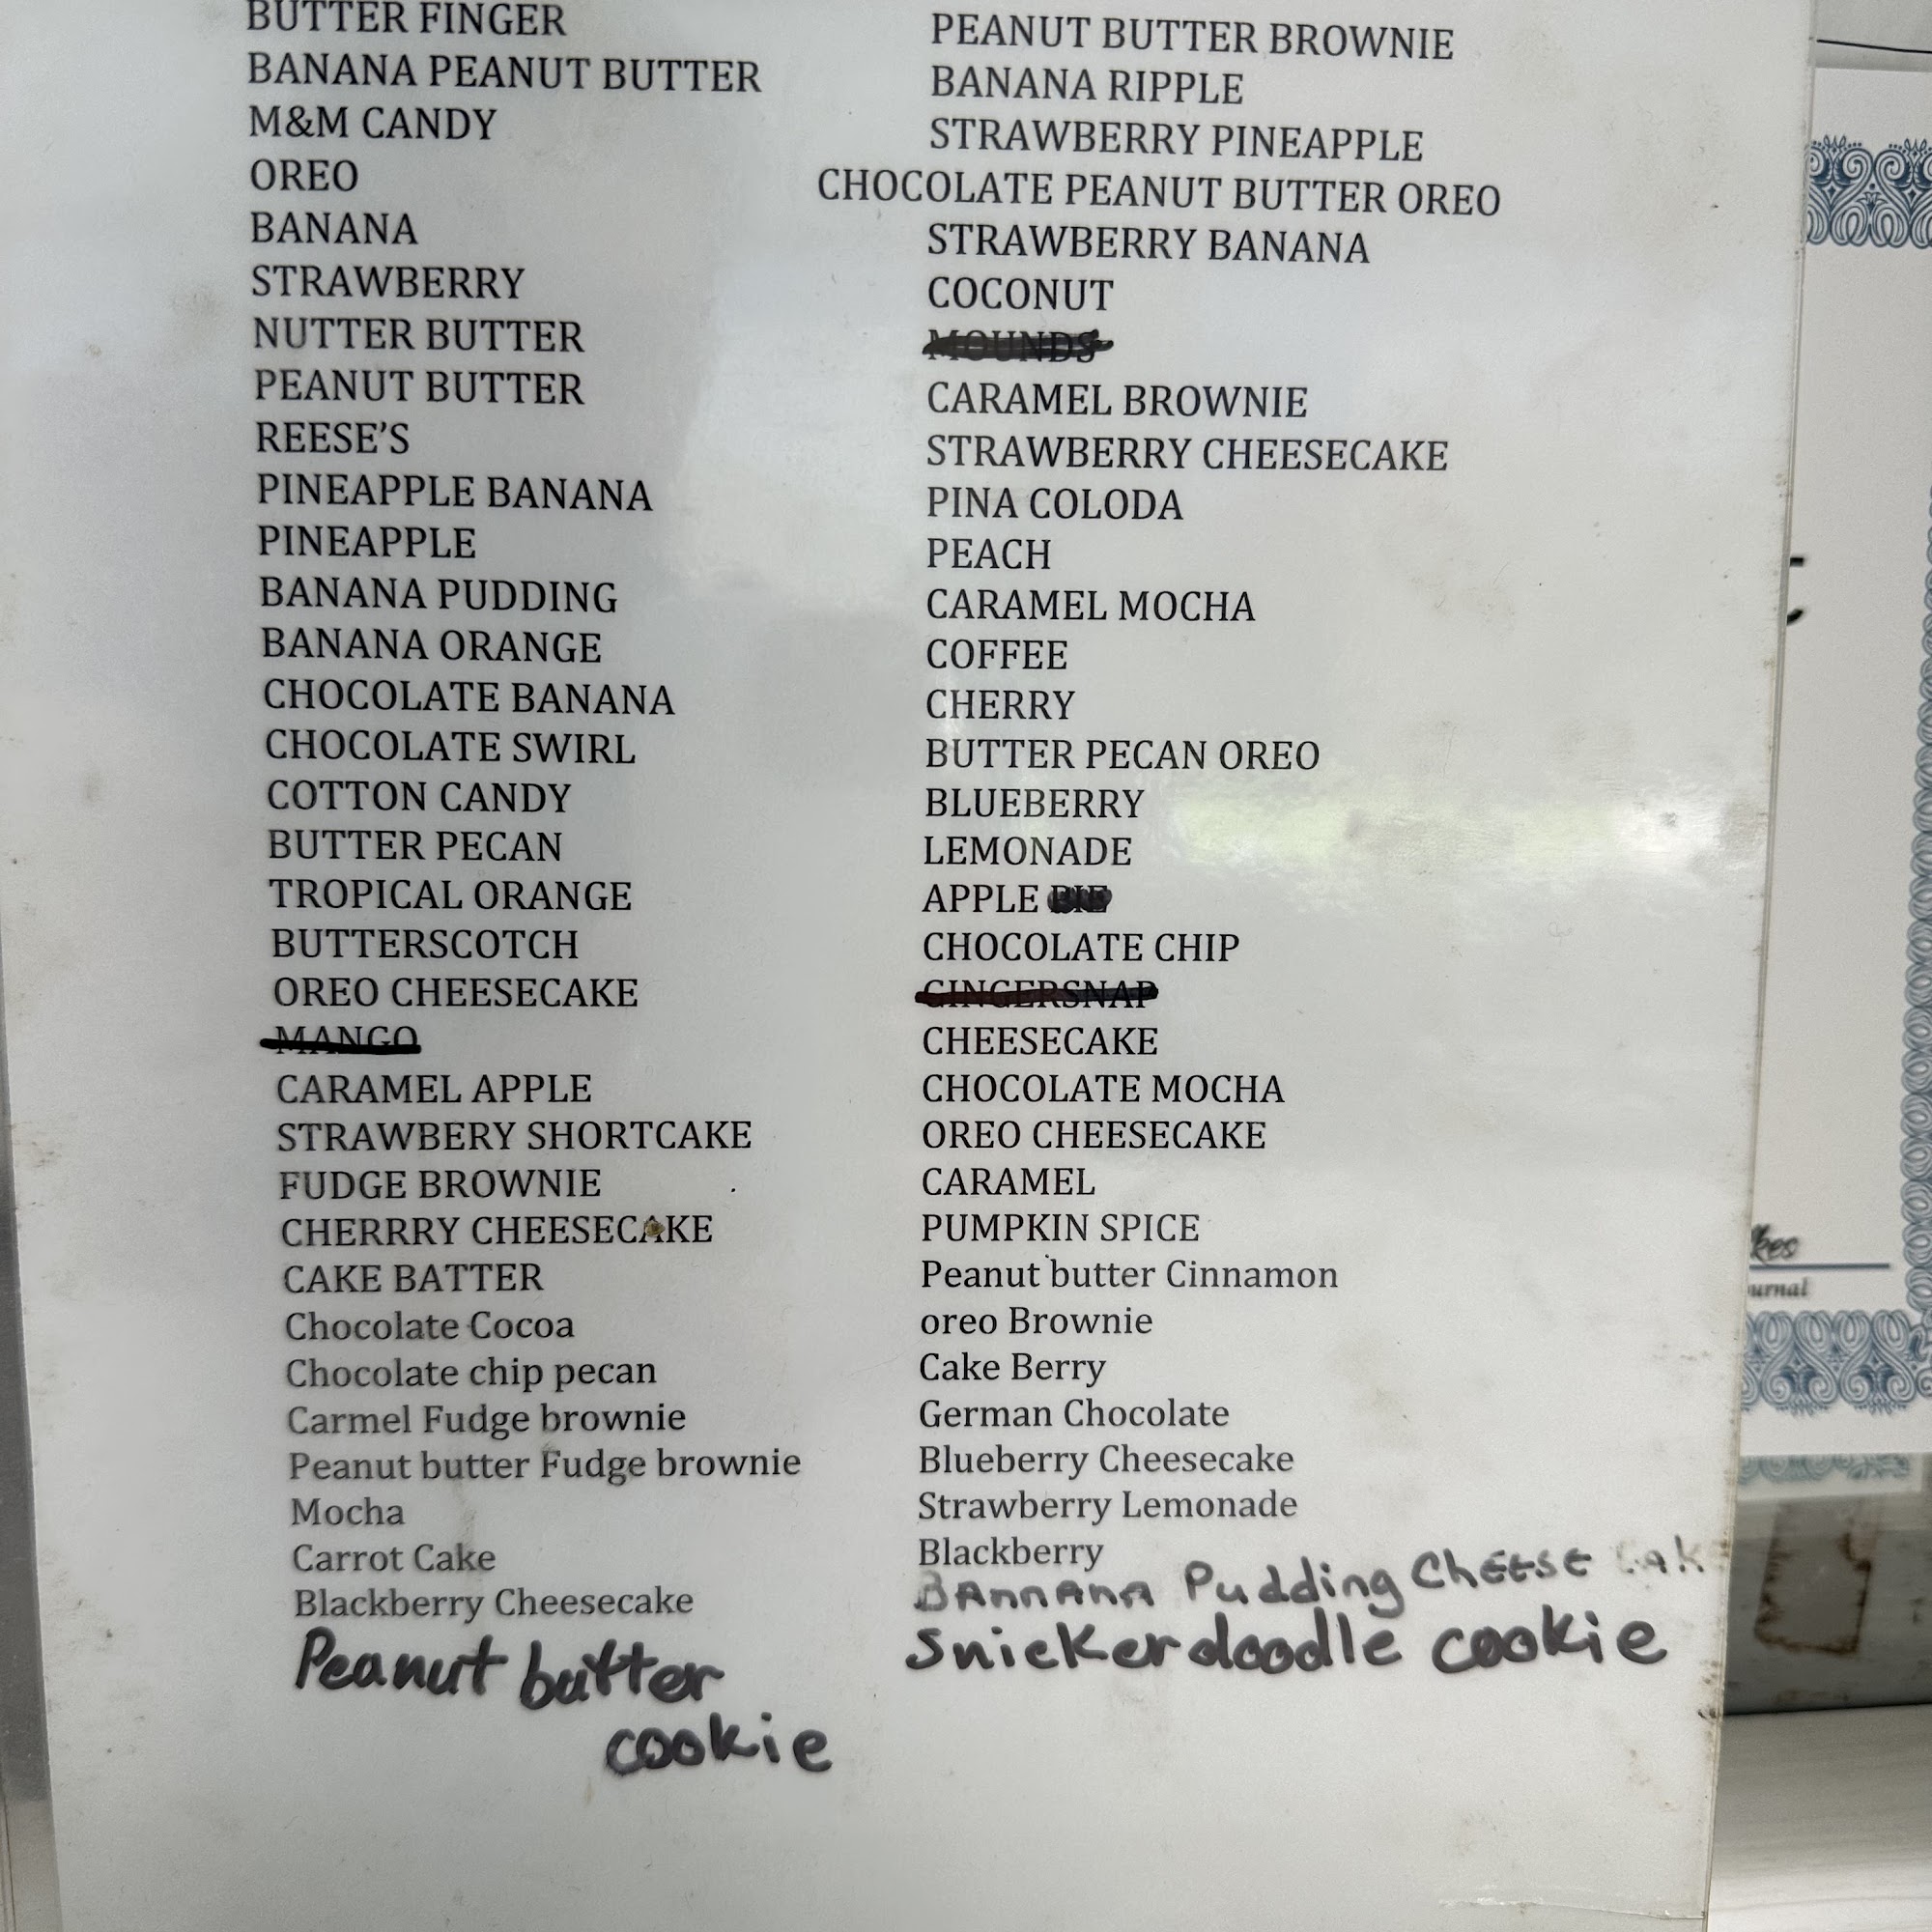 BUTTER FINGER
BANANA PEANUT BUTTER
M&M CANDY
OREO
BANANA
STRAWBERRY
NUTTER BUTTER
PEANUT BUTTER
REESE’S
PINEAPPLE BANANA
PINEAPPLE
BANANA PUDDING
BANANA ORANGE
CHOCOLATE BANANA
CHOCOLATE SWIRL
COTTON CANDY
BUTTER PECAN
TROPICAL ORANGE
BUTTERSCOTCH
OREO CHEESECAKE
MANGO
CARAMEL APPLE
STRAWBERY SHORTCAKE
FUDGE BROWNIE
CHERRRY CHEESECAKE
CAKE BATTER
Chocolate Cocoa
Chocolate chip pecan
Carmel Fudge brownie
Peanut butter Fudge brownie
Mocha
Carrot Cake
Blackberry Cheesecake
Peanut butter
cookie
PEANUT BUTTER BROWNIE
BANANA RIPPLE
STRAWBERRY PINEAPPLE
CHOCOLATE PEANUT BUTTER OREO
STRAWBERRY BANANA
COCONUT
MOUNDS
CARAMEL BROWNIE
STRAWBERRY CHEESECAKE
PINA COLODA
PEACH
CARAMEL MOCHA
COFFEE
CHERRY
BUTTER PECAN OREO
BLUEBERRY
LEMONADE
APPLE PIE
CHOCOLATE CHIP
GINGERSNAP
CHEESECAKE
CHOCOLATE MOCHA
OREO CHEESECAKE
CARAMEL
PUMPKIN SPICE
Peanut butter Cinnamon
oreo Brownie
Cake Berry
German Chocolate
Blueberry Cheesecake
Strawberry Lemonade
Blackberry
BAnnAnA Pudding CheEsE
Snickerdoodle cookie